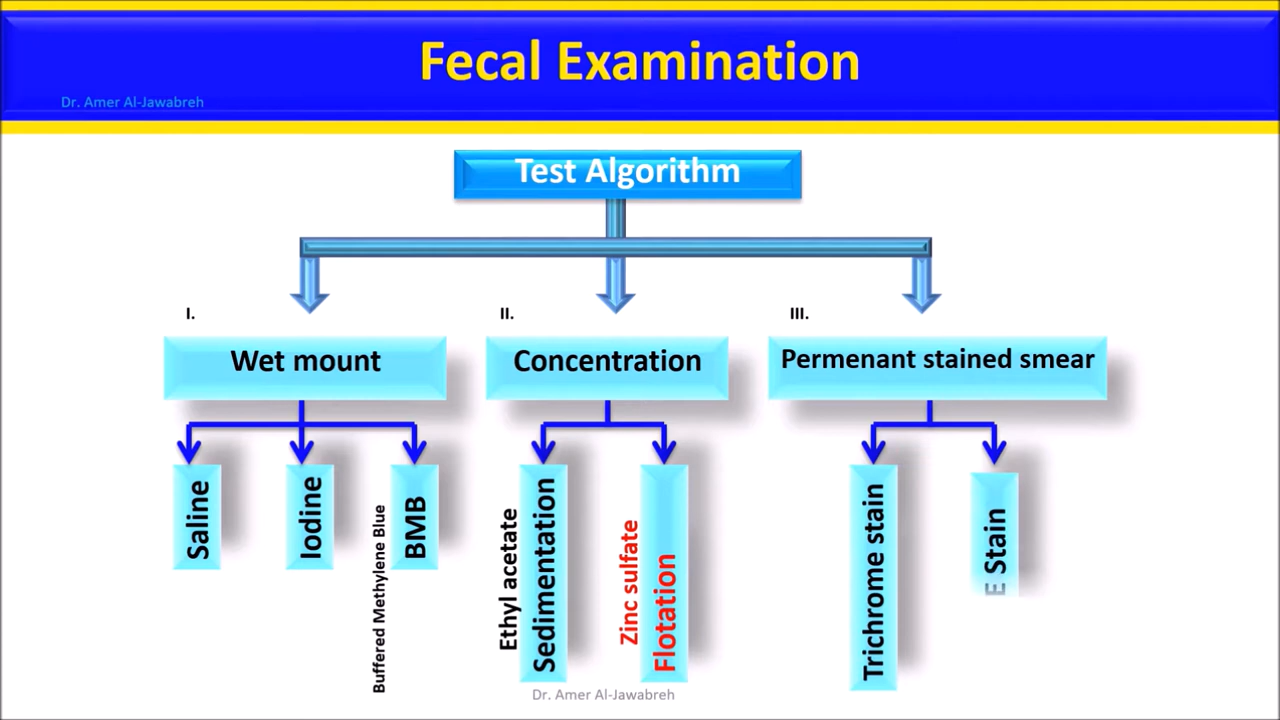 Fecal Examination
Dr. Amer Al-Jawabreh
Test Algorithm
I.
II.
III.
Wet mount
Concentration
Permenant stained smear
Saline
Iodine
Buffered Methylene Blue
BMB
Ethyl acetate
Sedimentation
Zinc sulfate
Flotation
Trichrome stain
E Stain
Dr. Amer Al-Jawabreh